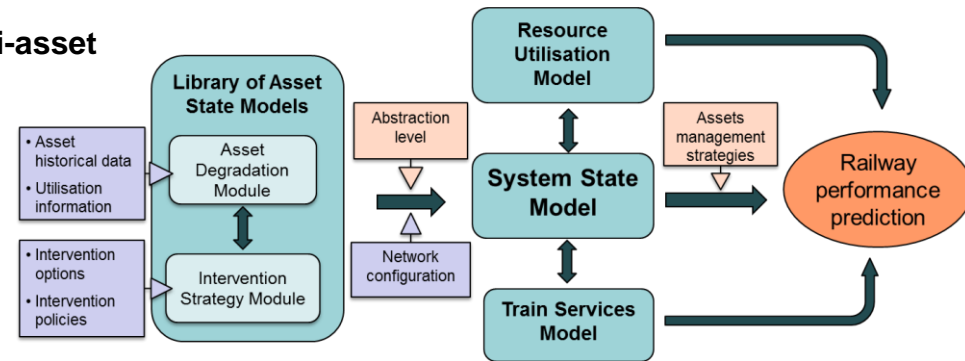 i-asset
Library of Asset
State Models
• Asset
historical data
• Utilisation
information
Asset
Degradation
Module
• Intervention
options
• Intervention
policies
Intervention
Strategy Module
Abstraction
level
Network
configuration
Resource
Utilisation
Model
System State
Model
Train Services
Model
Assets
management
strategies
Railway
performance
prediction